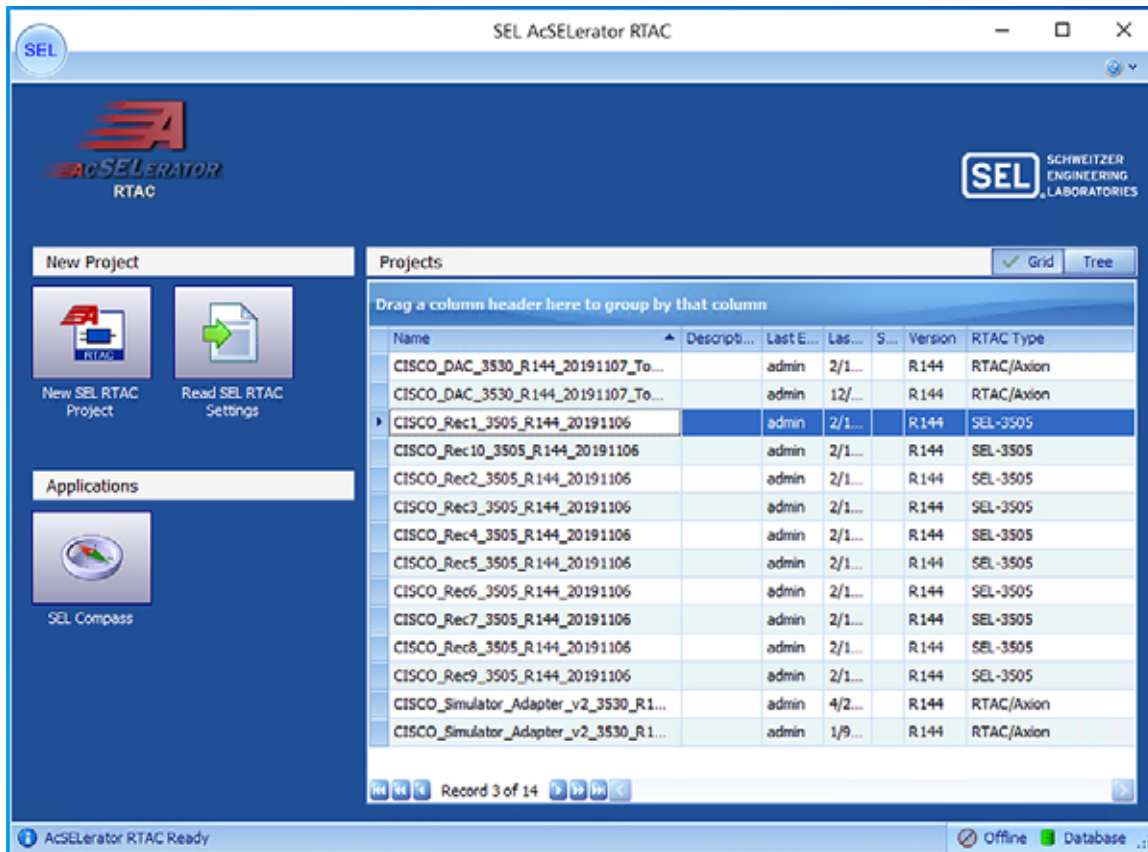 SEL AcSELerator RTAC
SEL
AcSELERATOR
RTAC
SEL
SCHWEITZER
ENGINEERING
LABORATORIES
New Project
RTAC
New SEL RTAC
Project
Read SEL RTAC
Settings
Applications
SEL Compass
Projects
Grid
Tree
Drag a column header here to group by that column
Name Descripti... Last E... Las... S... Version RTAC Type
CISCO_DAC_3530_R144_20191107_To... admin 2/1... R144 RTAC/Axion
CISCO_DAC_3530_R144_20191107_To... admin 12/... R144 RTAC/Axion
CISCO_Rec1_3505_R144_20191106 admin 2/1... R144 SEL-3505
CISCO_Rec10_3505_R144_20191106 admin 2/1... R144 SEL-3505
CISCO_Rec2_3505_R144_20191106 admin 2/1... R144 SEL-3505
CISCO_Rec3_3505_R144_20191106 admin 2/1... R144 SEL-3505
CISCO_Rec4_3505_R144_20191106 admin 2/1... R144 SEL-3505
CISCO_Rec5_3505_R144_20191106 admin 2/1... R144 SEL-3505
CISCO_Rec6_3505_R144_20191106 admin 2/1... R144 SEL-3505
CISCO_Rec7_3505_R144_20191106 admin 2/1... R144 SEL-3505
CISCO_Rec8_3505_R144_20191106 admin 2/1... R144 SEL-3505
CISCO_Rec9_3505_R144_20191106 admin 2/1... R144 SEL-3505
CISCO_Simulator_Adapter_v2_3530_R1... admin 4/2... R144 RTAC/Axion
CISCO_Simulator_Adapter_v2_3530_R1... admin 1/9... R144 RTAC/Axion
Record 3 of 14
AcSELerator RTAC Ready
Offline
Database